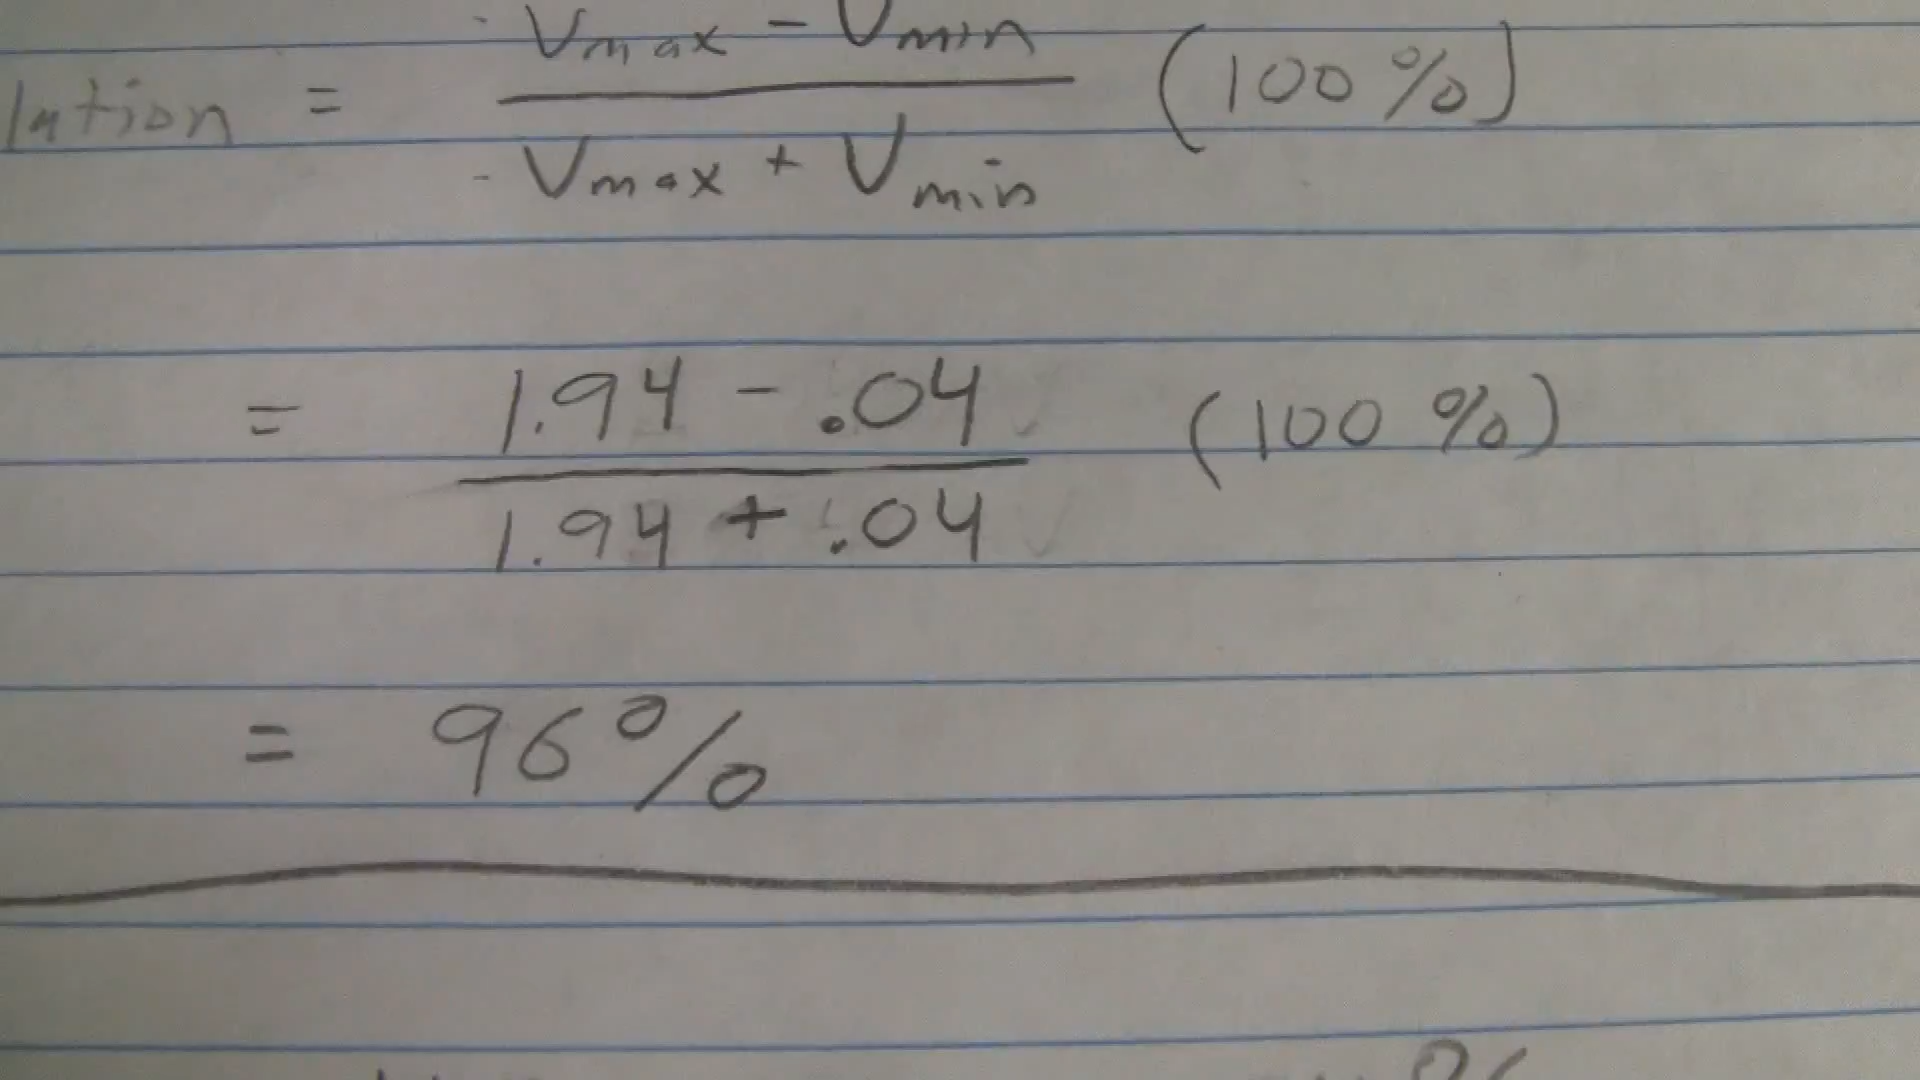 Vmax - Vmin
lation = ―――――― (100%)
Vmax + Vmin
1.94 - .04
= ―――――― (100%)
1.94 + .04
= 96%